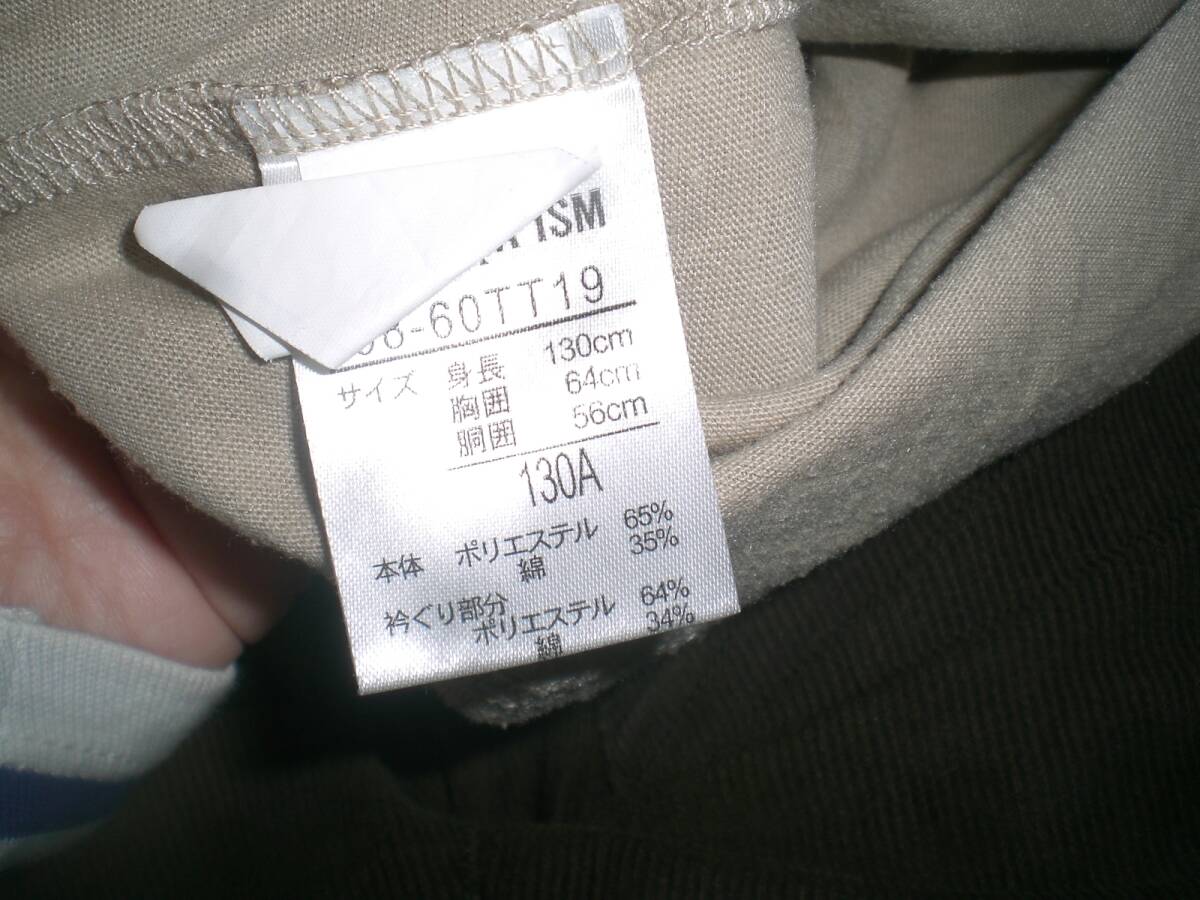 ISM
8-60TT19
サイズ 身長 130cm
胸囲 64cm
胴囲 56cm
130A
本体 ポリエステル 65%
綿 35%
衿ぐり部分
ポリエステル 64%
綿 34%